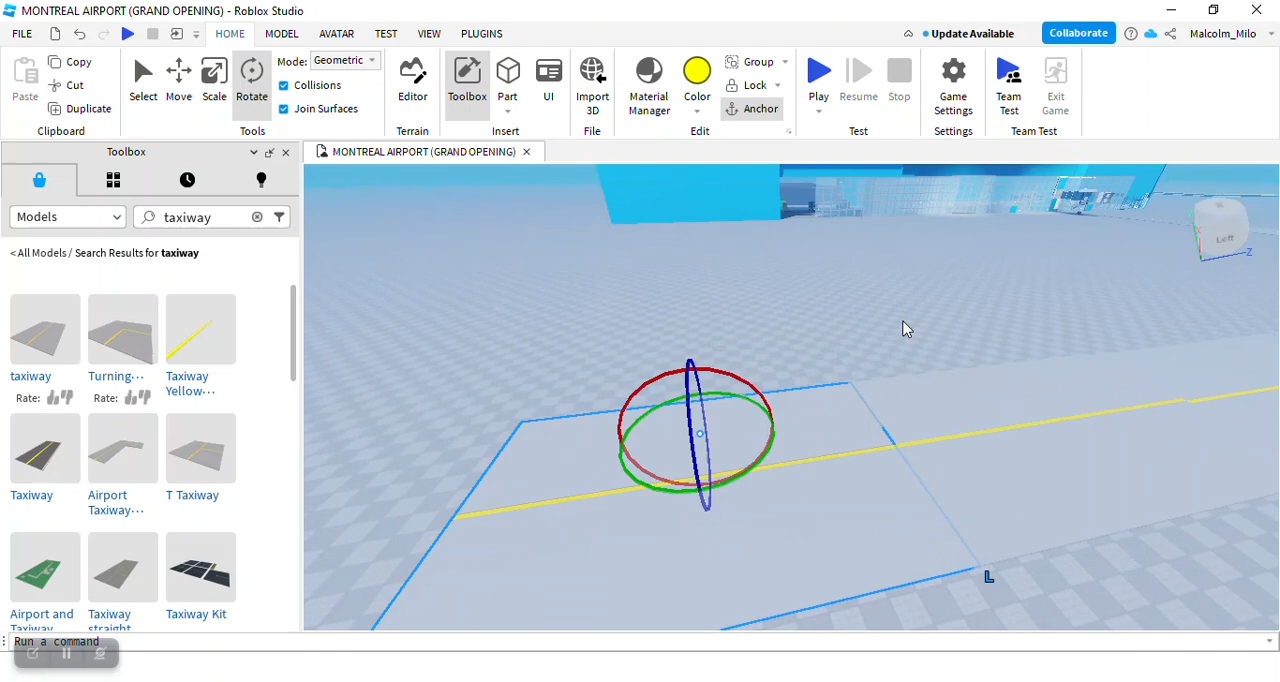 MONTREAL AIRPORT (GRAND OPENING) - Roblox Studio
FILE HOME MODEL AVATAR TEST VIEW PLUGINS Update Available Collaborate Malcolm_Milo
Paste Copy Cut Duplicate
Clipboard
Select Move Scale Rotate Mode: Geometric
Collisions
Join Surfaces
Tools
Editor
Terrain
Toolbox Part UI
Insert
Import 3D
File
Material Manager Color Group Lock Anchor
Edit
Play Resume Stop
Test
Game Settings
Settings
Team Test Exit Game
Team Test
Toolbox
MONTREAL AIRPORT (GRAND OPENING)
Models taxiway
< All Models / Search Results for taxiway
Left
Z
taxiway Turning··· Taxiway Yellow···
Rate: Rate:
Taxiway Airport Taxiway··· T Taxiway
Airport and Taxiway Taxiway straight Taxiway Kit
L
Run a command